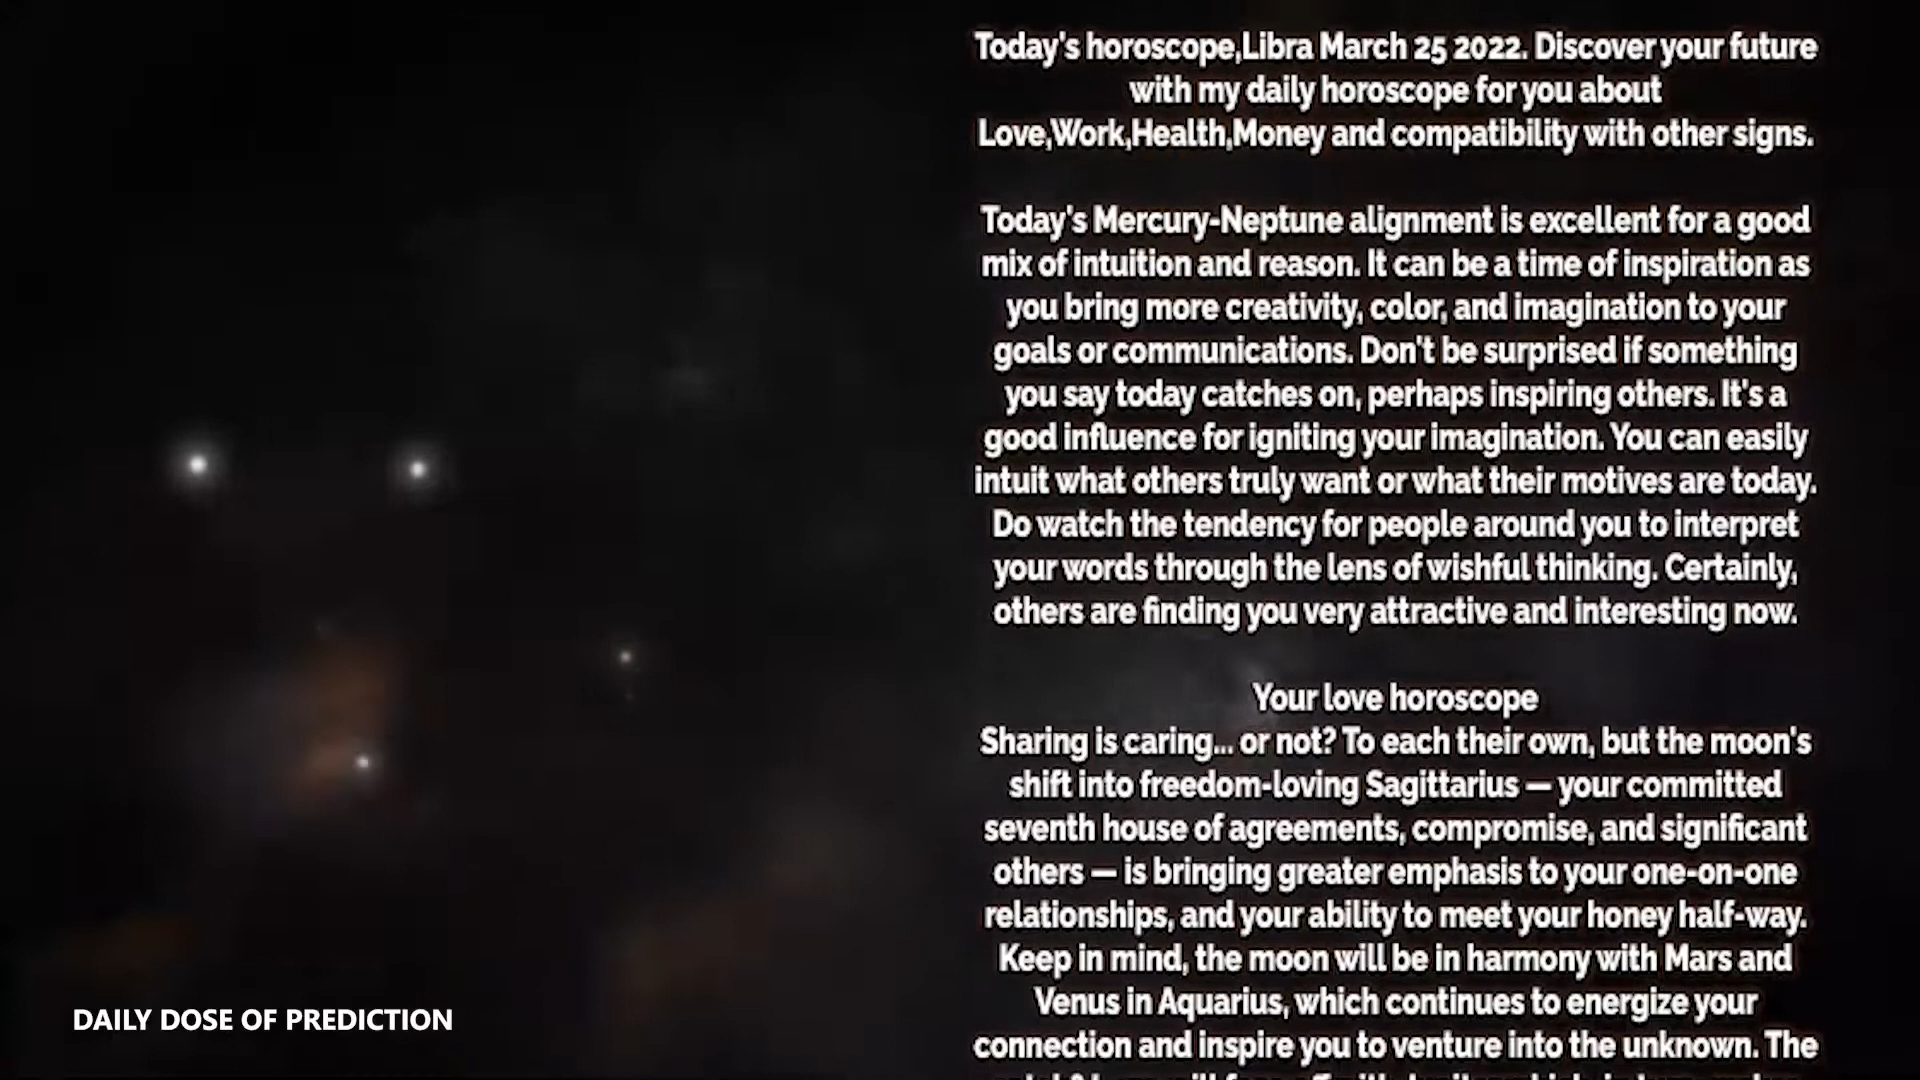 Today's horoscope,Libra March 25 2022. Discover your future
with my daily horoscope for you about
Love,Work,Health,Money and compatibility with other signs.
Today's Mercury-Neptune alignment is excellent for a good
mix of intuition and reason. It can be a time of inspiration as
you bring more creativity, color, and imagination to your
goals or communications. Don't be surprised if something
you say today catches on, perhaps inspiring others. It's a
good influence for igniting your imagination. You can easily
intuit what others truly want or what their motives are today.
Do watch the tendency for people around you to interpret
your words through the lens of wishful thinking. Certainly,
others are finding you very attractive and interesting now.
Your love horoscope
Sharing is caring... or not? To each their own, but the moon's
shift into freedom-loving Sagittarius — your committed
seventh house of agreements, compromise, and significant
others — is bringing greater emphasis to your one-on-one
relationships, and your ability to meet your honey half-way.
Keep in mind, the moon will be in harmony with Mars and
Venus in Aquarius, which continues to energize your
connection and inspire you to venture into the unknown. The
DAILY DOSE OF PREDICTION